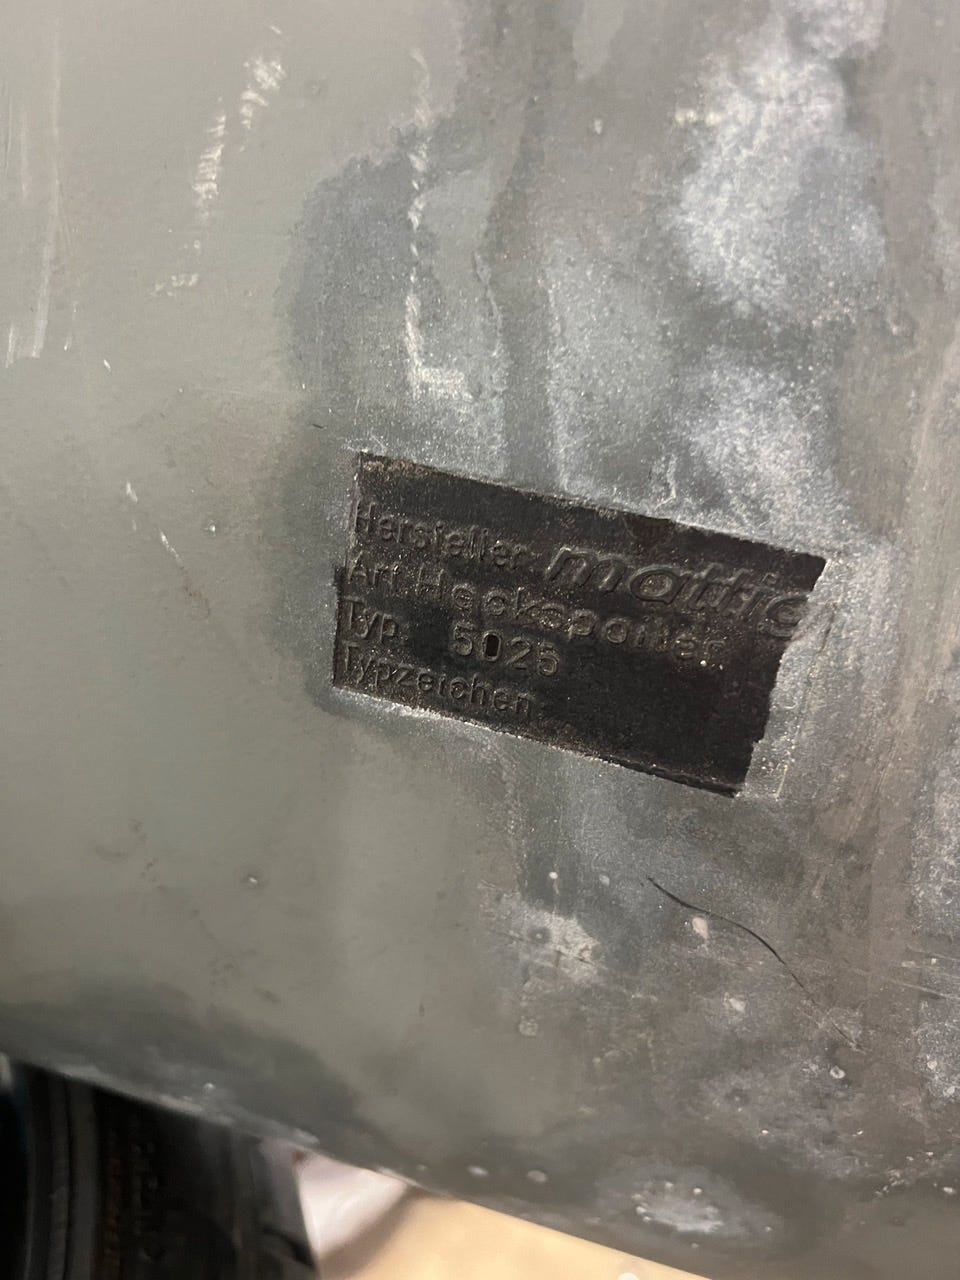 Hersteller mattig
Art Heckspoiler
Typ 5025
Typzeichen